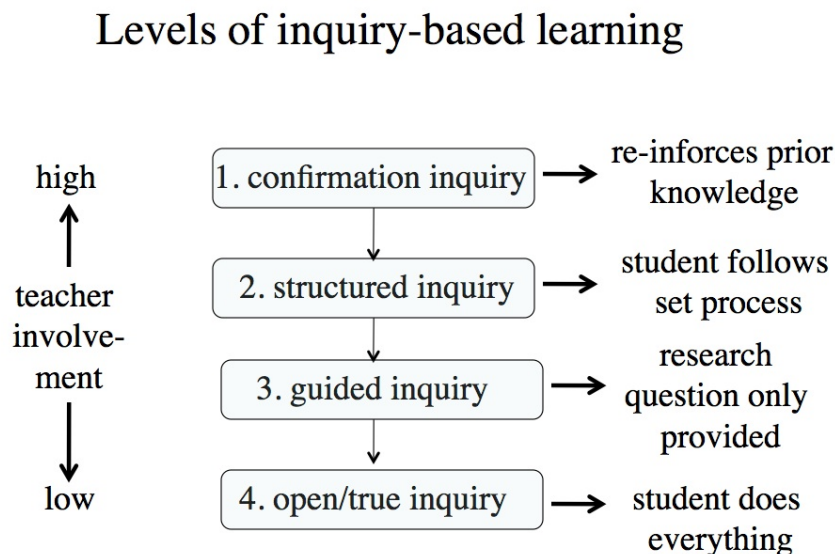 Levels of inquiry-based learning
high
teacher
involve-
ment
low
1. confirmation inquiry
re-inforces prior
knowledge
2. structured inquiry
student follows
set process
3. guided inquiry
research
question only
provided
4. open/true inquiry
student does
everything